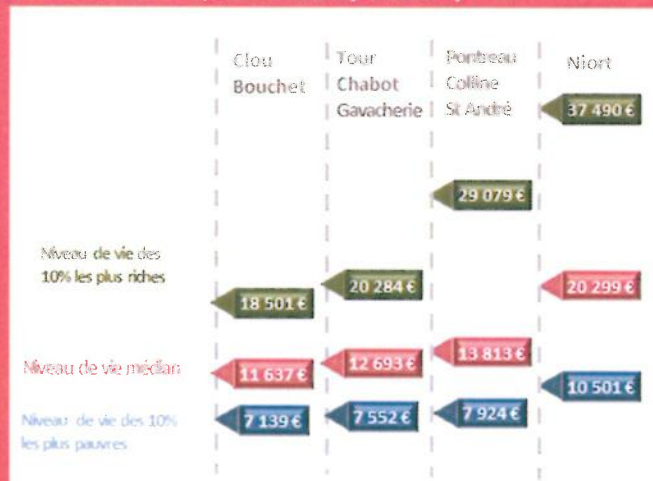 Clou
Bouchet
Tour
Chabot
Gavacherie
Pontreau
Colline
St André
Niort
37 490 €
29 079 €
Niveau de vie des
10% les plus riches
18 501 €
20 284 €
20 299 €
Niveau de vie médian
11 637 €
12 693 €
13 813 €
10 501 €
Niveau de vie des 10%
les plus pauvres
7 139 €
7 552 €
7 924 €